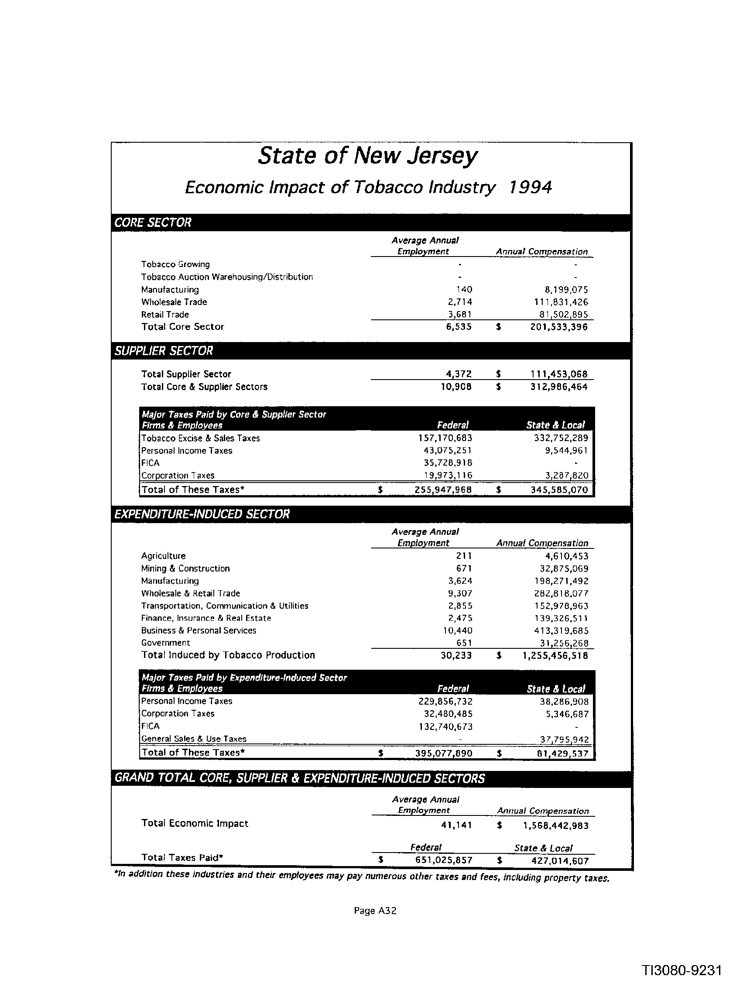 State of New Jersey
Economic Impact of Tobacco Industry 1994
CORE SECTOR
Average Annual
Employment Annual Compensation
Tobacco Growing - -
Tobacco Auction Warehousing/Distribution - -
Manufacturing 140 8,199,075
Wholesale Trade 2,714 111,831,426
Retail Trade 3,681 81,502,895
Total Core Sector 6,535 $ 201,533,396
SUPPLIER SECTOR
Total Supplier Sector 4,372 $ 111,453,068
Total Core & Supplier Sectors 10,908 $ 312,986,464
Major Taxes Paid by Core & Supplier Sector
Firms & Employees Federal State & Local
Tobacco Excise & Sales Taxes 157,170,683 332,752,289
Personal Income Taxes 43,075,251 9,544,961
FICA 35,728,918 -
Corporation Taxes 19,973,116 3,287,820
Total of These Taxes* $ 255,947,968 $ 345,585,070
EXPENDITURE-INDUCED SECTOR
Average Annual
Employment Annual Compensation
Agriculture 211 4,610,453
Mining & Construction 671 32,875,069
Manufacturing 3,624 198,271,492
Wholesale & Retail Trade 9,307 282,818,077
Transportation, Communication & Utilities 2,855 152,978,963
Finance, Insurance & Real Estate 2,475 139,326,511
Business & Personal Services 10,440 413,319,685
Government 651 31,256,268
Total Induced by Tobacco Production 30,233 $ 1,255,456,518
Major Taxes Paid by Expenditure-Induced Sector
Firms & Employees Federal State & Local
Personal Income Taxes 229,856,732 38,286,908
Corporation Taxes 32,480,485 5,346,687
FICA 132,740,673 -
General Sales & Use Taxes - 37,795,942
Total of These Taxes* $ 395,077,890 $ 81,429,537
GRAND TOTAL CORE, SUPPLIER & EXPENDITURE-INDUCED SECTORS
Average Annual
Employment Annual Compensation
Total Economic Impact 41,141 $ 1,568,442,983
Federal State & Local
Total Taxes Paid* $ 651,025,857 $ 427,014,607
*In addition these industries and their employees may pay numerous other taxes and fees, including property taxes.
Page A32
TI3080-9231